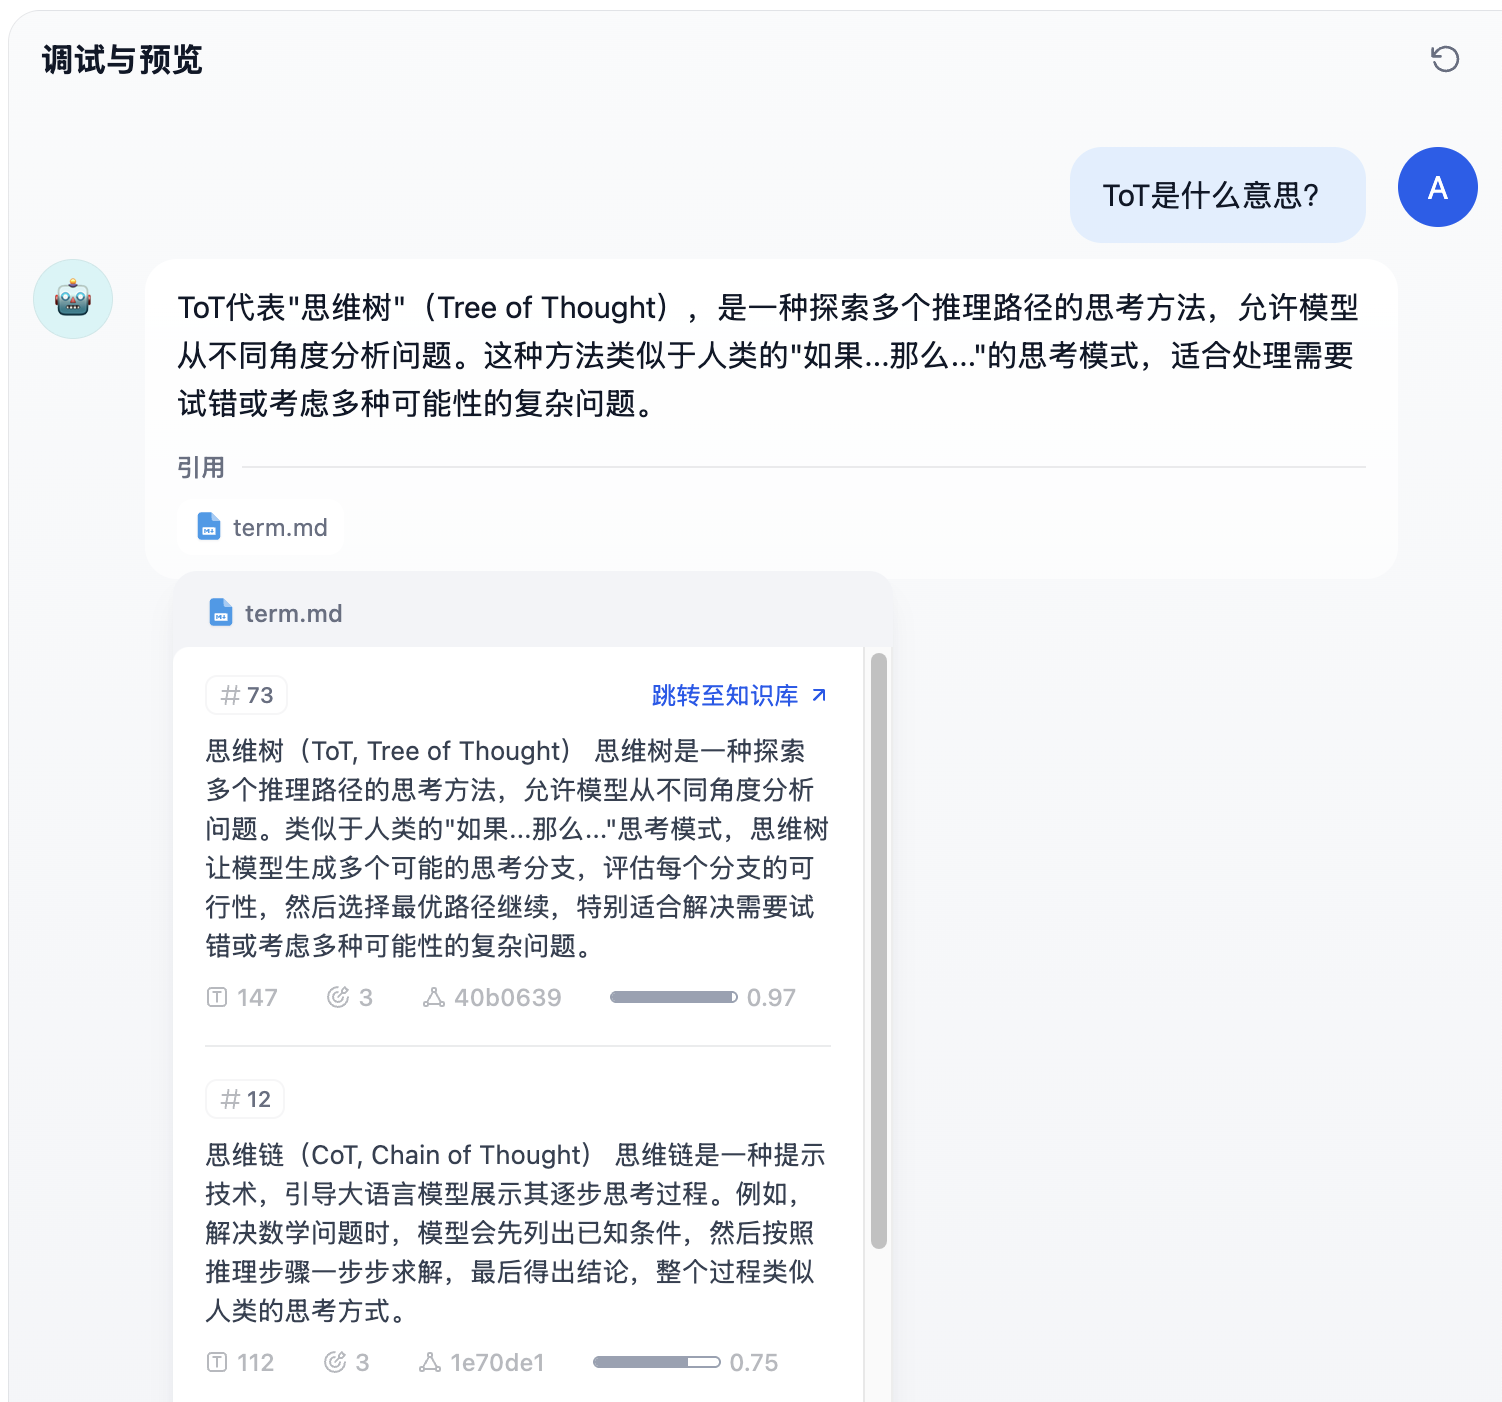 调试与预览
ToT是什么意思?
A
ToT代表"思维树"（Tree of Thought），是一种探索多个推理路径的思考方法，允许模型
从不同角度分析问题。这种方法类似于人类的"如果...那么..."的思考模式，适合处理需要
试错或考虑多种可能性的复杂问题。
引用
term.md
term.md
# 73
跳转至知识库
思维树（ToT, Tree of Thought） 思维树是一种探索
多个推理路径的思考方法，允许模型从不同角度分析
问题。类似于人类的"如果...那么..."思考模式，思维树
让模型生成多个可能的思考分支，评估每个分支的可
行性，然后选择最优路径继续，特别适合解决需要试
错或考虑多种可能性的复杂问题。
147 3 40b0639 0.97
# 12
思维链（CoT, Chain of Thought） 思维链是一种提示
技术，引导大语言模型展示其逐步思考过程。例如，
解决数学问题时，模型会先列出已知条件，然后按照
推理步骤一步步求解，最后得出结论，整个过程类似
人类的思考方式。
112 3 1e70de1 0.75